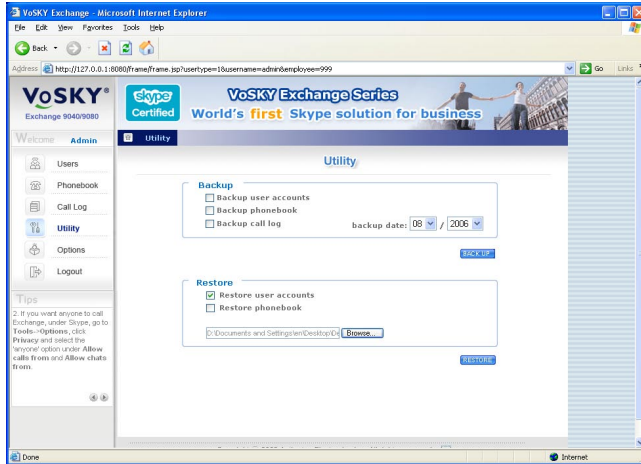 VoSKY Exchange - Microsoft Internet Explorer
File Edit View Favorites Tools Help
Back
Address http://127.0.0.1:8080/frame/frame.jsp?usertype=1&username=admin&employee=999 Go Links
VoSKY®
Exchange 9040/9080
skype Certified
VoSKY Exchange Series
World's first Skype solution for business
Welcome Admin
Utility
Users
Phonebook
Call Log
Utility
Options
Logout
Tips
2. If you want anyone to call
Exchange, under Skype, go to
Tools->Options, click
Privacy and select the
'anyone' option under Allow
calls from and Allow chats
from.
Utility
Backup
Backup user accounts
Backup phonebook
Backup call log backup date: 08 / 2006
BACK UP
Restore
Restore user accounts
Restore phonebook
D:\Documents and Settings\en\Desktop\De Browse...
RESTORE
Done Internet